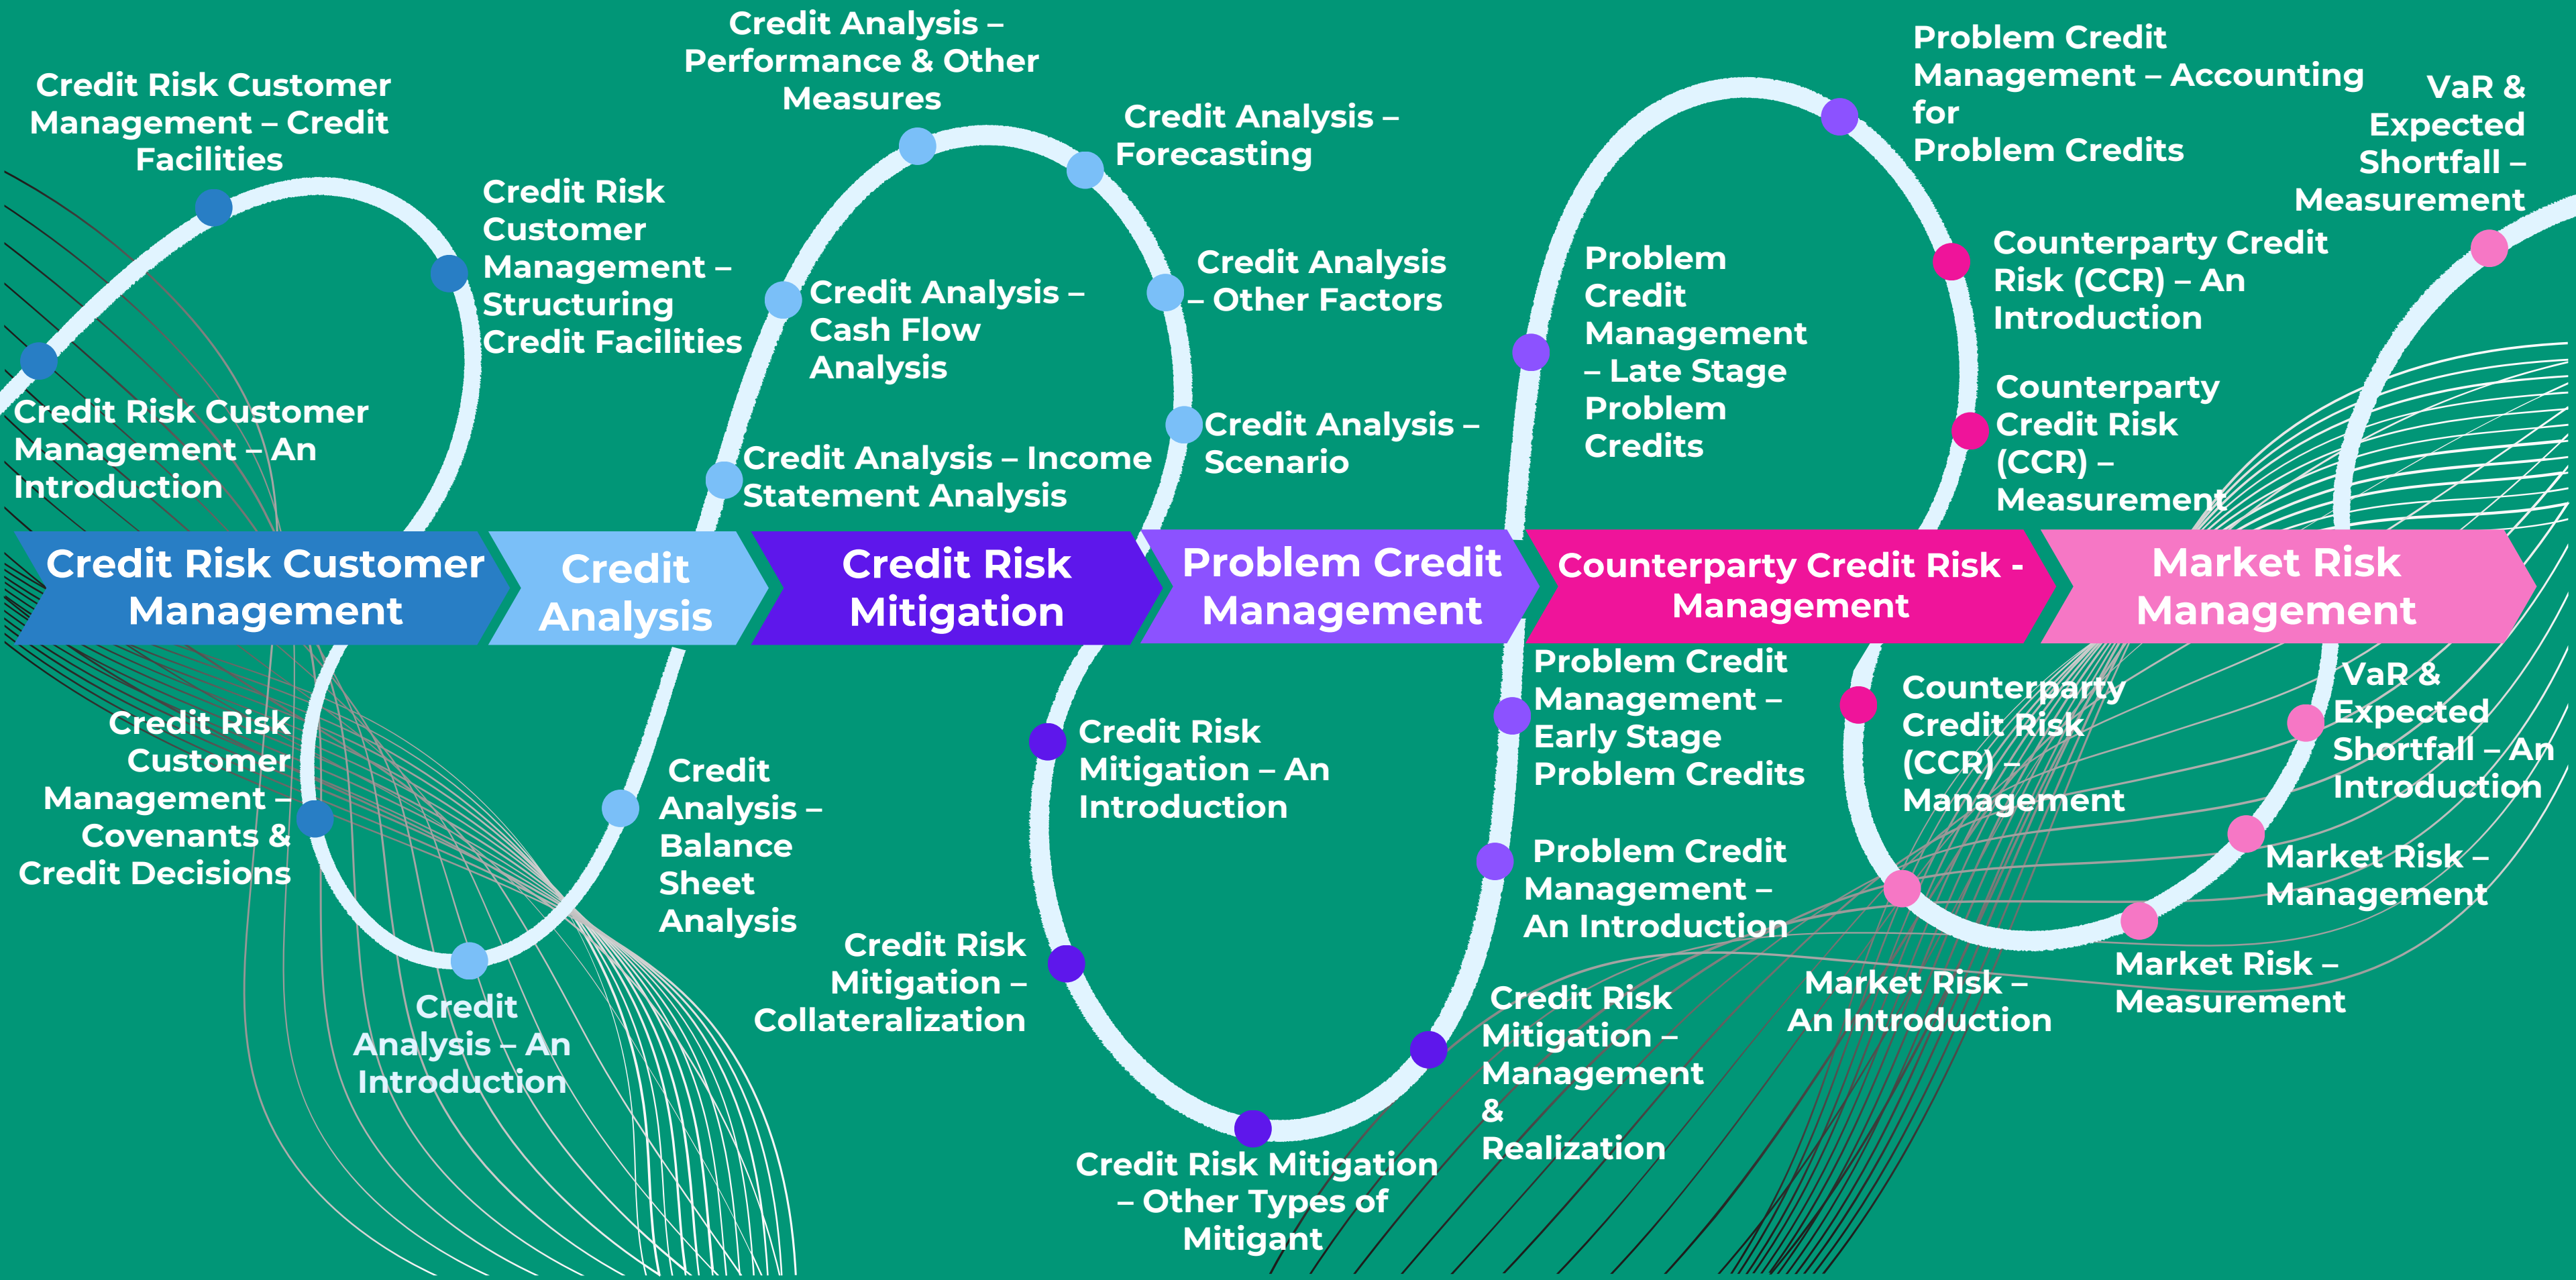 Credit Risk Customer
Management – Credit
Facilities
Credit Risk
Customer
Management –
Structuring
Credit Facilities
Credit Risk Customer
Management – An
Introduction
Credit Analysis –
Performance & Other
Measures
Credit Analysis –
Forecasting
Credit Analysis –
Cash Flow
Analysis
Credit Analysis
– Other Factors
Credit Analysis – Income
Statement Analysis
Credit Analysis –
Scenario
Problem
Credit
Management
– Late Stage
Problem
Credits
Problem Credit
Management – Accounting
for
Problem Credits
Counterparty Credit
Risk (CCR) – An
Introduction
Counterparty
Credit Risk
(CCR) –
Measurement
VaR &
Expected
Shortfall –
Measurement
Credit Risk Customer
Management
Credit
Analysis
Credit Risk
Mitigation
Problem Credit
Management
Counterparty Credit Risk -
Management
Market Risk
Management
Credit Risk
Customer
Management –
Covenants &
Credit Decisions
Credit
Analysis – An
Introduction
Credit
Analysis –
Balance
Sheet
Analysis
Credit Risk
Mitigation – An
Introduction
Credit Risk
Mitigation –
Collateralization
Credit Risk Mitigation
– Other Types of
Mitigant
Credit Risk
Mitigation –
Management
&
Realization
Problem Credit
Management –
Early Stage
Problem Credits
Problem Credit
Management –
An Introduction
Counterparty
Credit Risk
(CCR) –
Management
Market Risk –
An Introduction
Market Risk –
Measurement
Market Risk –
Management
VaR &
Expected
Shortfall – An
Introduction